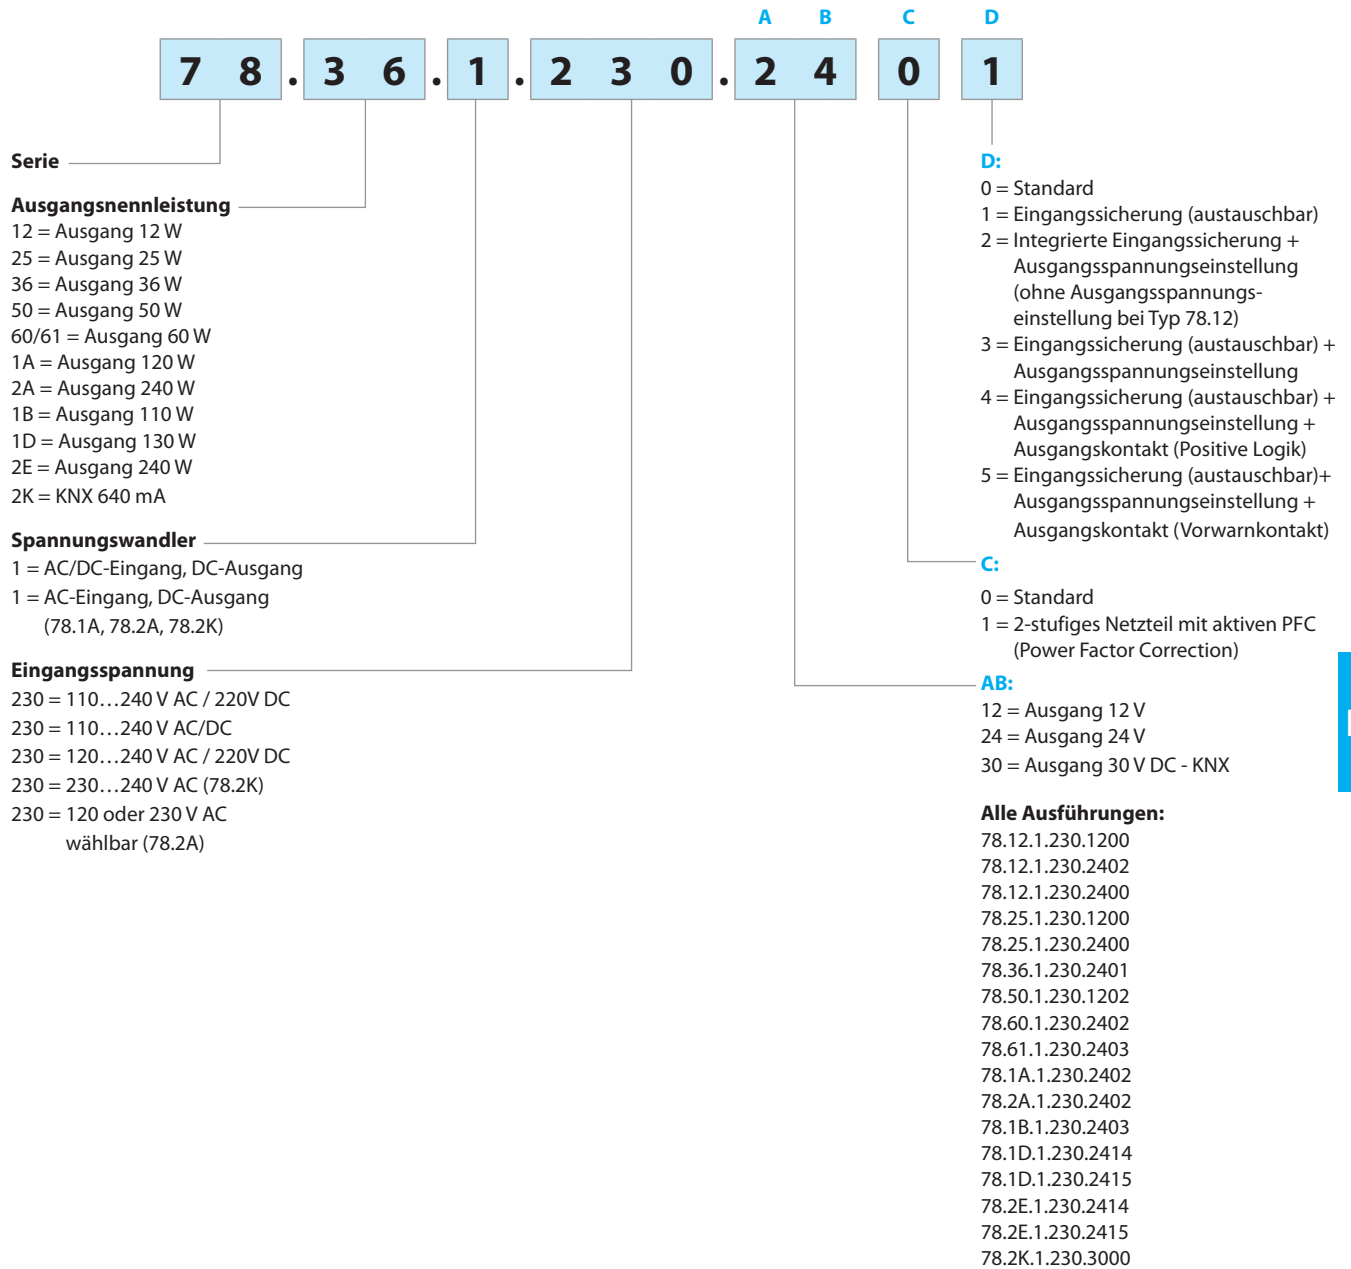 A B C D
7 8 . 3 6 . 1 . 2 3 0 . 2 4 0 1
Serie
Ausgangsnennleistung
12 = Ausgang 12 W
25 = Ausgang 25 W
36 = Ausgang 36 W
50 = Ausgang 50 W
60/61 = Ausgang 60 W
1A = Ausgang 120 W
2A = Ausgang 240 W
1B = Ausgang 110 W
1D = Ausgang 130 W
2E = Ausgang 240 W
2K = KNX 640 mA
Spannungswandler
1 = AC/DC-Eingang, DC-Ausgang
1 = AC-Eingang, DC-Ausgang
(78.1A, 78.2A, 78.2K)
Eingangsspannung
230 = 110…240 V AC / 220V DC
230 = 110…240 V AC/DC
230 = 120…240 V AC / 220V DC
230 = 230…240 V AC (78.2K)
230 = 120 oder 230 V AC
wählbar (78.2A)
D:
0 = Standard
1 = Eingangssicherung (austauschbar)
2 = Integrierte Eingangssicherung +
Ausgangsspannungseinstellung
(ohne Ausgangsspannungs-
einstellung bei Typ 78.12)
3 = Eingangssicherung (austauschbar) +
Ausgangsspannungseinstellung
4 = Eingangssicherung (austauschbar) +
Ausgangsspannungseinstellung +
Ausgangskontakt (Positive Logik)
5 = Eingangssicherung (austauschbar)+
Ausgangsspannungseinstellung +
Ausgangskontakt (Vorwarnkontakt)
C:
0 = Standard
1 = 2-stufiges Netzteil mit aktiven PFC
(Power Factor Correction)
AB:
12 = Ausgang 12 V
24 = Ausgang 24 V
30 = Ausgang 30 V DC - KNX
Alle Ausführungen:
78.12.1.230.1200
78.12.1.230.2402
78.12.1.230.2400
78.25.1.230.1200
78.25.1.230.2400
78.36.1.230.2401
78.50.1.230.1202
78.60.1.230.2402
78.61.1.230.2403
78.1A.1.230.2402
78.2A.1.230.2402
78.1B.1.230.2403
78.1D.1.230.2414
78.1D.1.230.2415
78.2E.1.230.2414
78.2E.1.230.2415
78.2K.1.230.3000